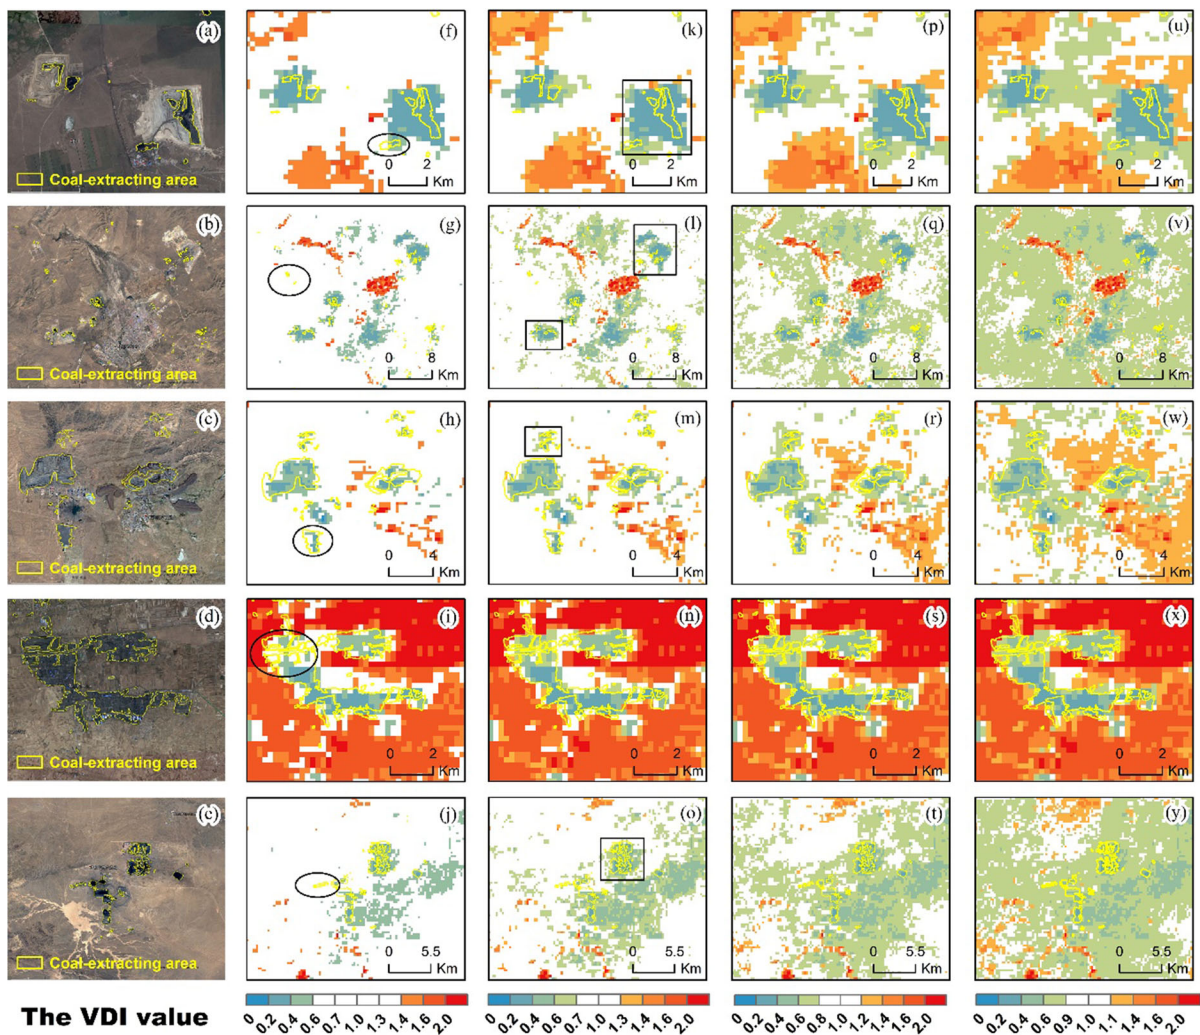 (a) (f) (k) (p) (u)
Coal-extracting area
0 2 0 2 0 2 0 2
Km Km Km Km
(b) (g) (l) (q) (v)
Coal-extracting area
0 8 0 8 0 8 0 8
Km Km Km Km
(c) (h) (m) (r) (w)
Coal-extracting area
0 4 0 4 0 4 0 4
Km Km Km Km
(d) (i) (n) (s) (x)
Coal-extracting area
0 2 0 2 0 2 0 2
Km Km Km Km
(e) (j) (o) (t) (y)
Coal-extracting area
0 5.5 0 5.5 0 5.5 0 5.5
Km Km Km Km
The VDI value
0 0.2 0.4 0.6 0.7 1.0 1.3 1.4 1.6 2.0
0 0.2 0.4 0.6 0.7 1.0 1.2 1.3 1.6 2.0
0 0.2 0.4 0.6 0.8 1.0 1.2 1.4 1.6 2.0
0 0.2 0.4 0.6 0.9 1.0 1.1 1.4 1.6 2.0